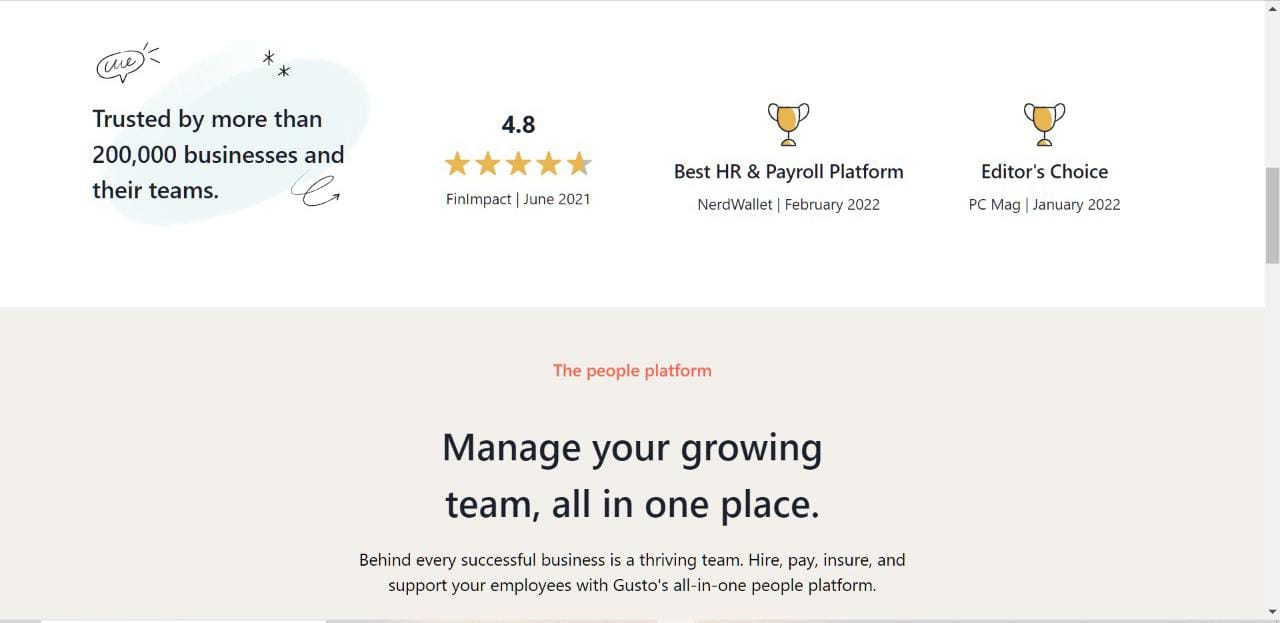 Trusted by more than
200,000 businesses and
their teams.
4.8
FinImpact | June 2021
Best HR & Payroll Platform
NerdWallet | February 2022
Editor's Choice
PC Mag | January 2022
The people platform
Manage your growing
team, all in one place.
Behind every successful business is a thriving team. Hire, pay, insure, and
support your employees with Gusto's all-in-one people platform.